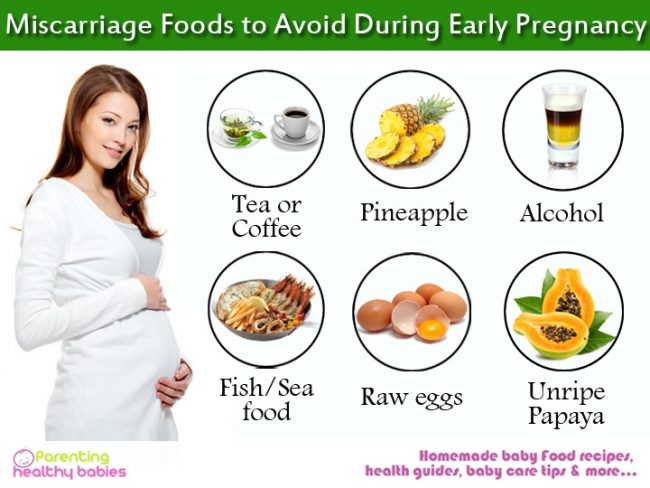 Miscarriage Foods to Avoid During Early Pregnancy
Tea or
Coffee
Pineapple
Alcohol
Fish/Sea
food
Raw eggs
Unripe
Papaya
Parenting
healthy babies
Homemade baby Food recipes,
health guides, baby care tips & more...